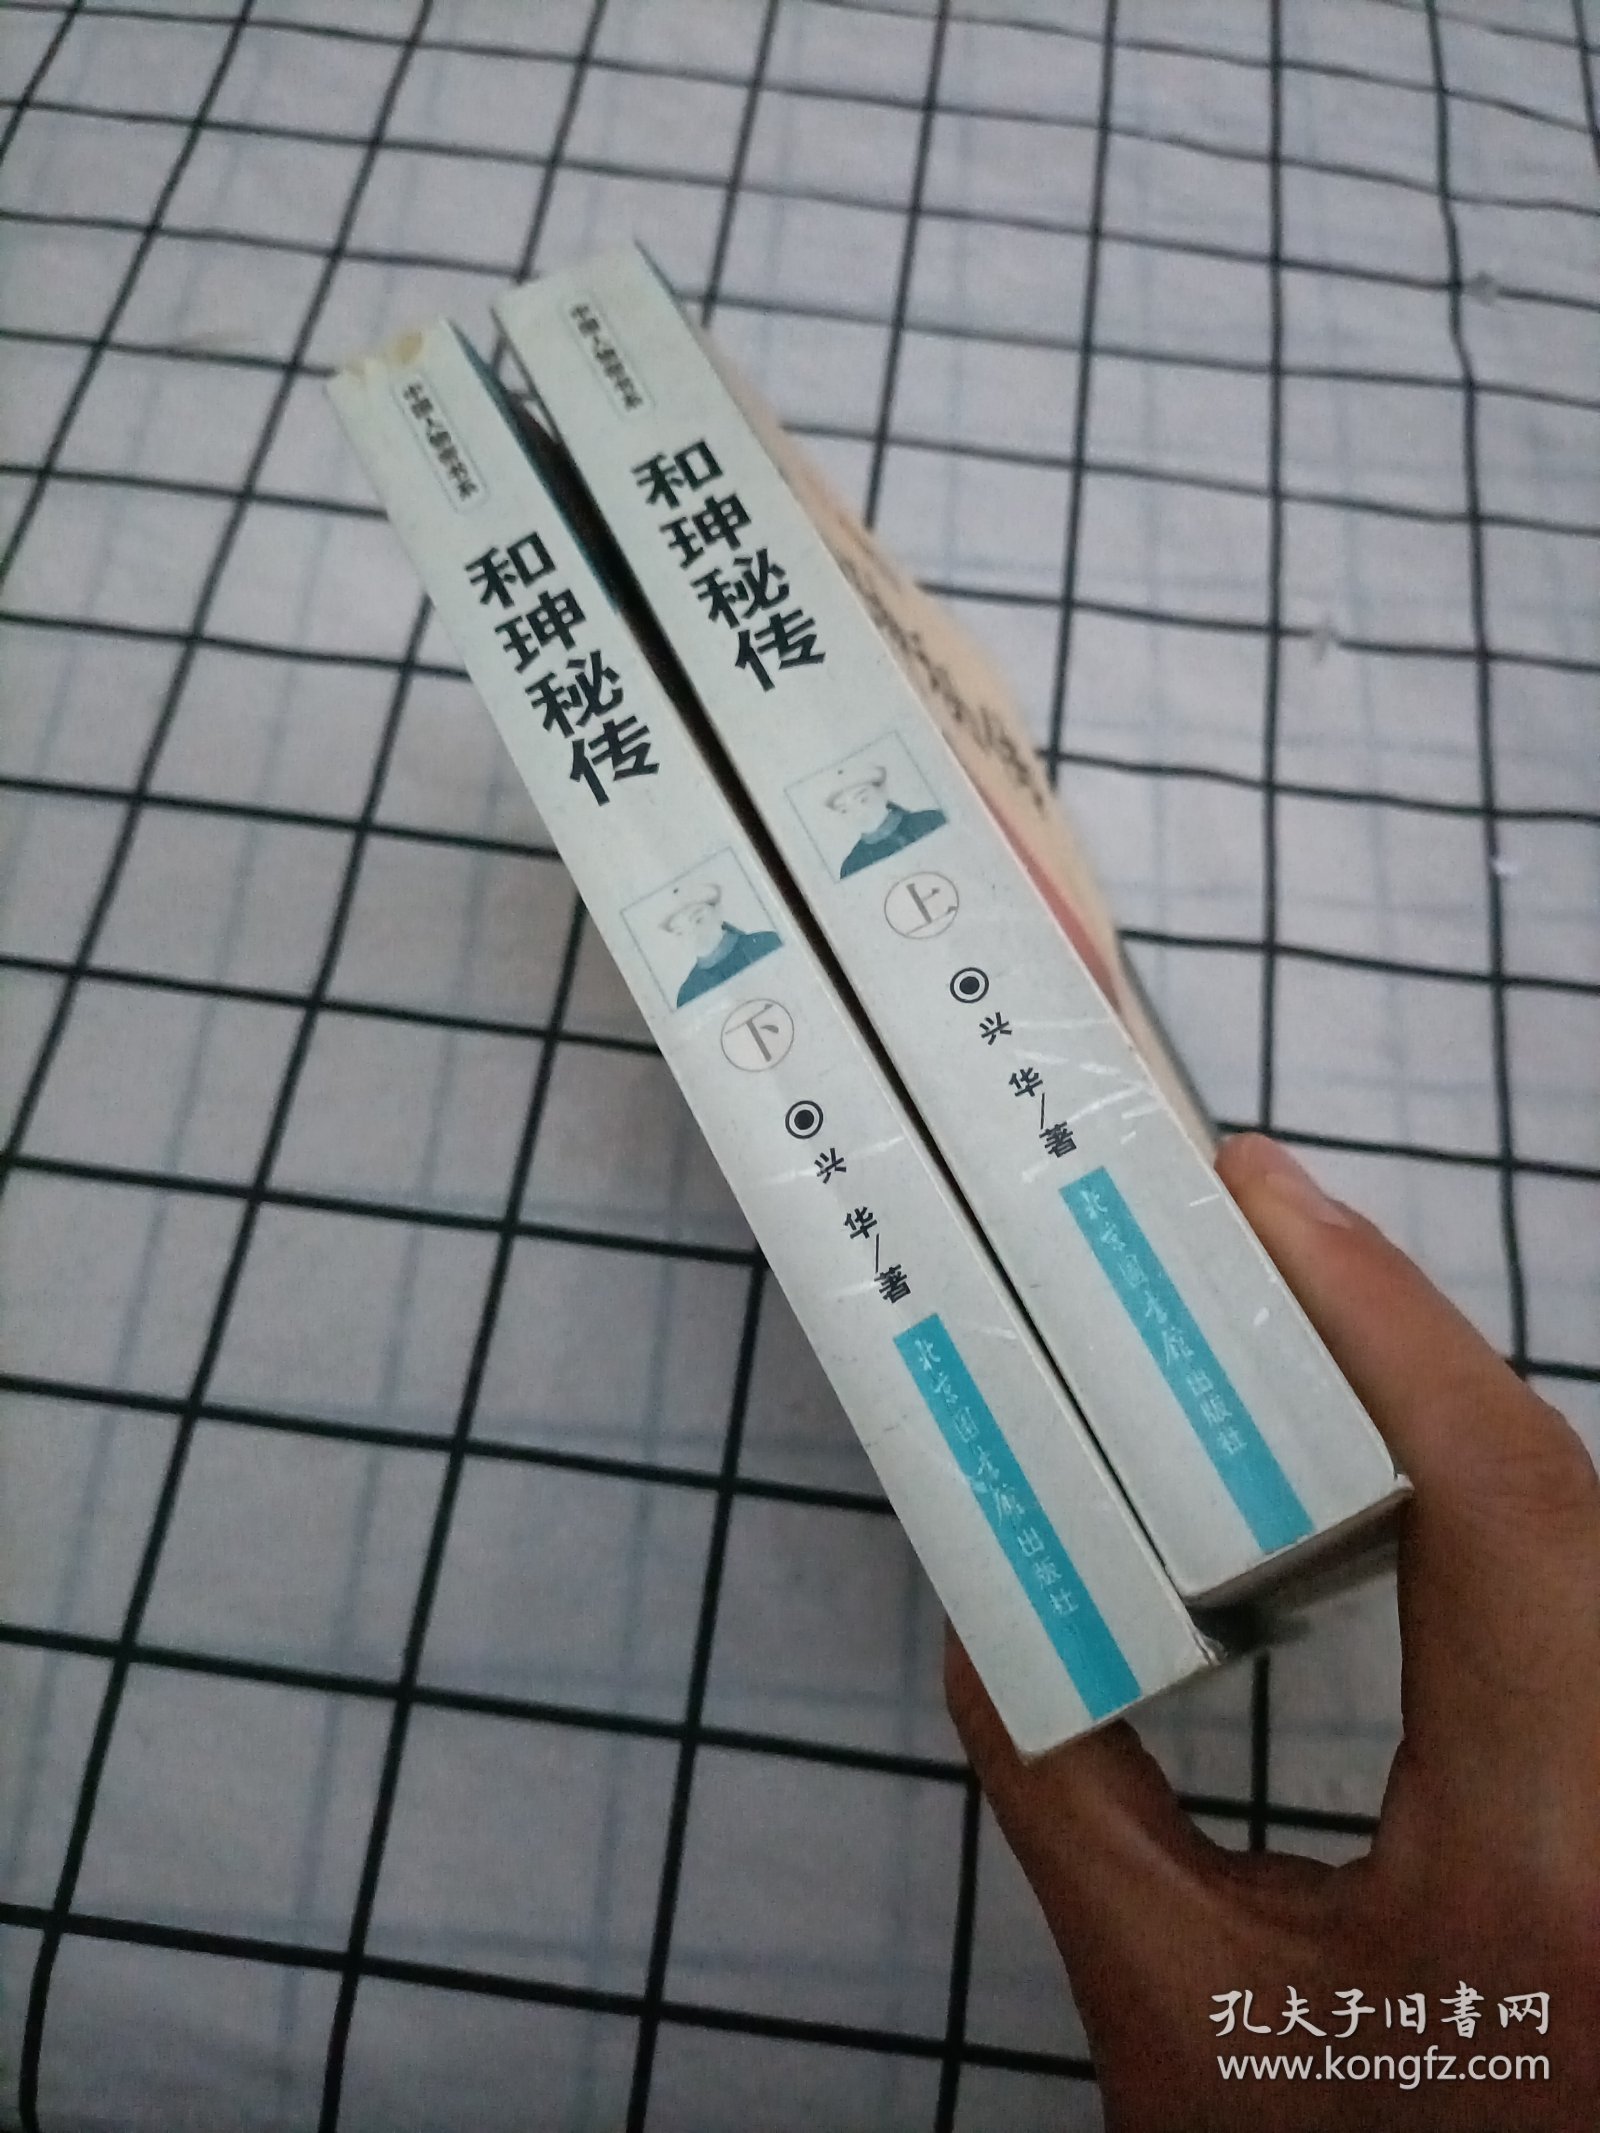 和珅秘传
下
兴华/著
北京图书馆出版社
和珅秘传
上
兴华/著
北京图书馆出版社
孔夫子旧書网
www.kongfz.com